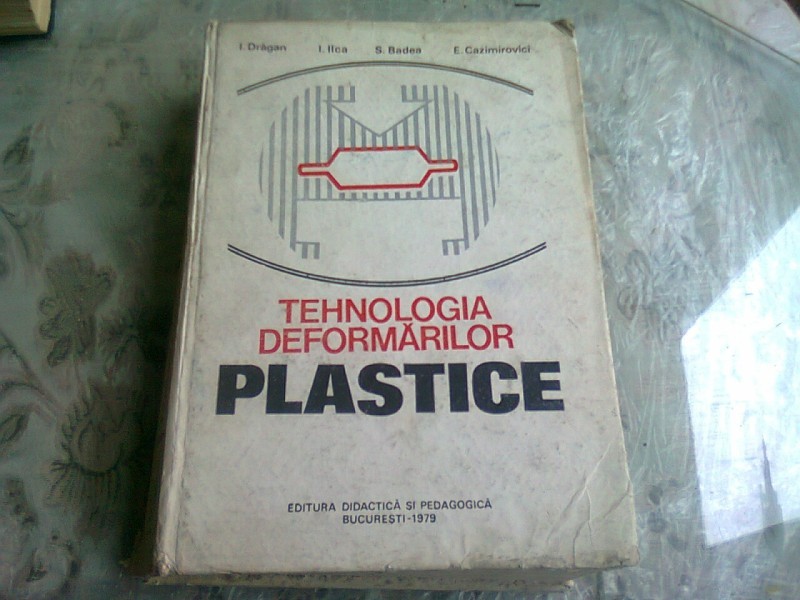 I. Drăgan I. Ilca S. Badea E. Cazimirovici
TEHNOLOGIA
DEFORMĂRILOR
PLASTICE
EDITURA DIDACTICĂ ȘI PEDAGOGICĂ
BUCUREȘTI-1979